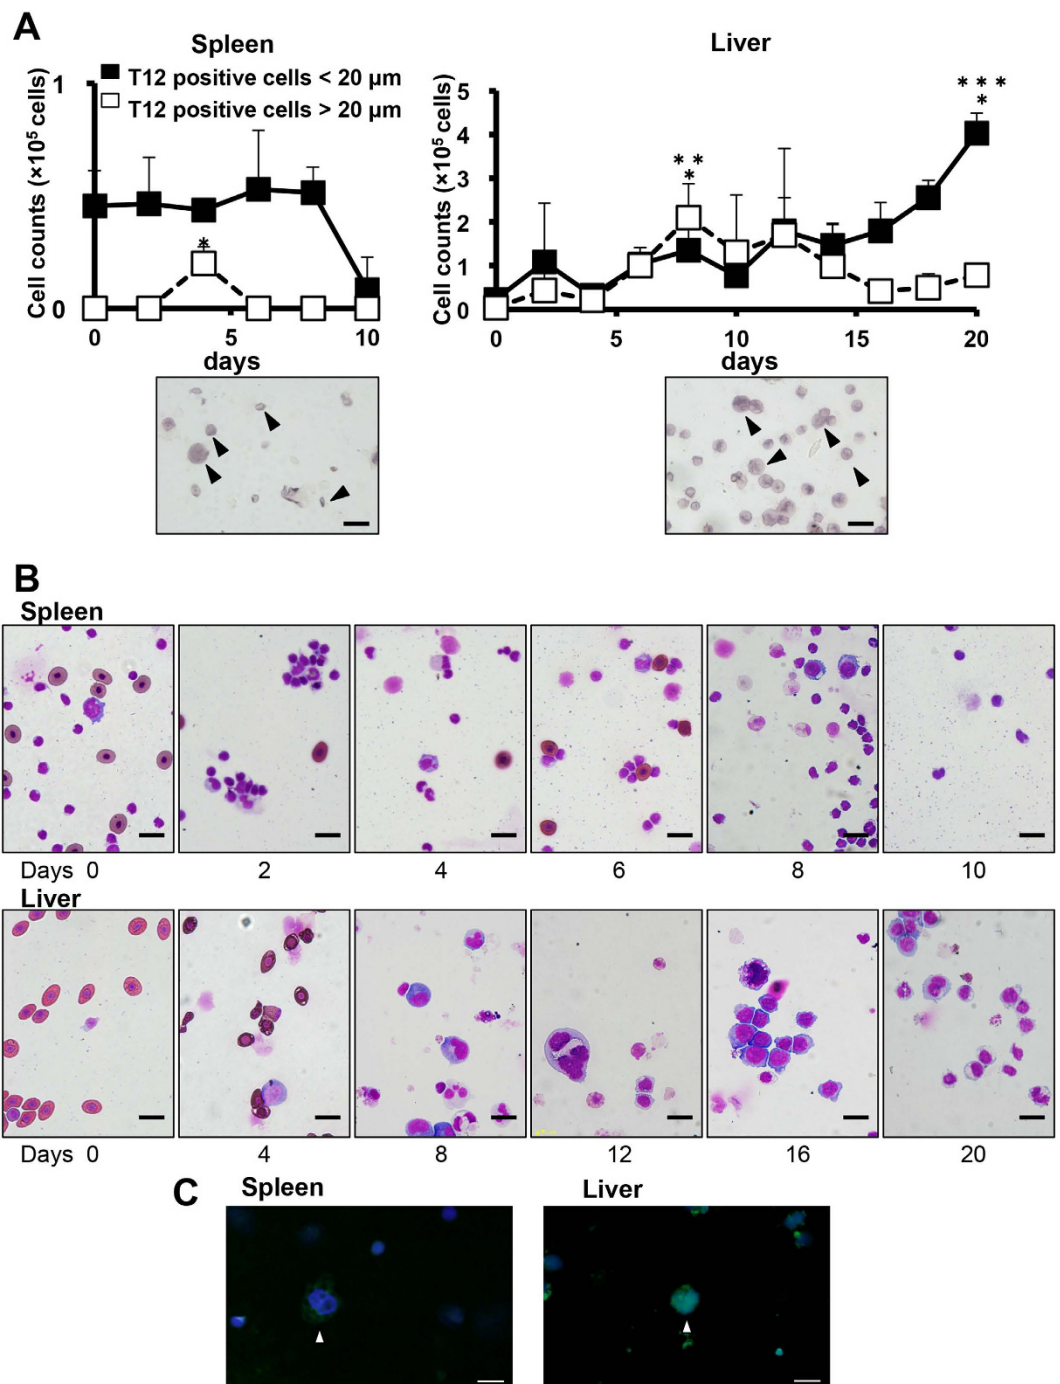 A
Spleen
T12 positive cells < 20 µm
T12 positive cells > 20 µm
Cell counts (×10⁵ cells)
1
0
*
0 5 10
days
Liver
Cell counts (×10⁵ cells)
5
4
3
2
1
0
* *
*
* * *
*
0 5 10 15 20
days
B
Spleen
Days 0 2 4 6 8 10
Liver
Days 0 4 8 12 16 20
C
Spleen Liver